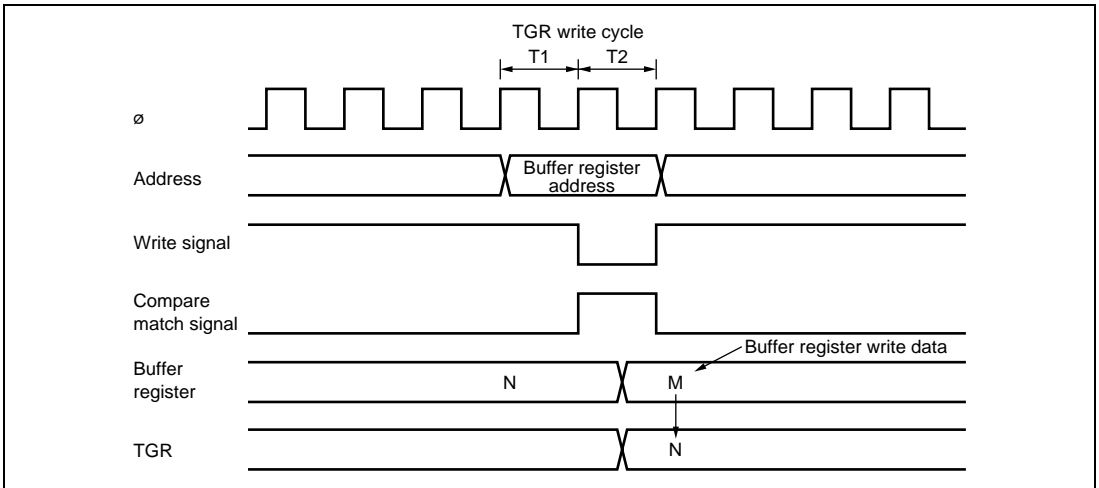 TGR write cycle
T1 T2
ø
Address
Buffer register
address
Write signal
Compare
match signal
Buffer register write data
Buffer
register
N M
TGR
N